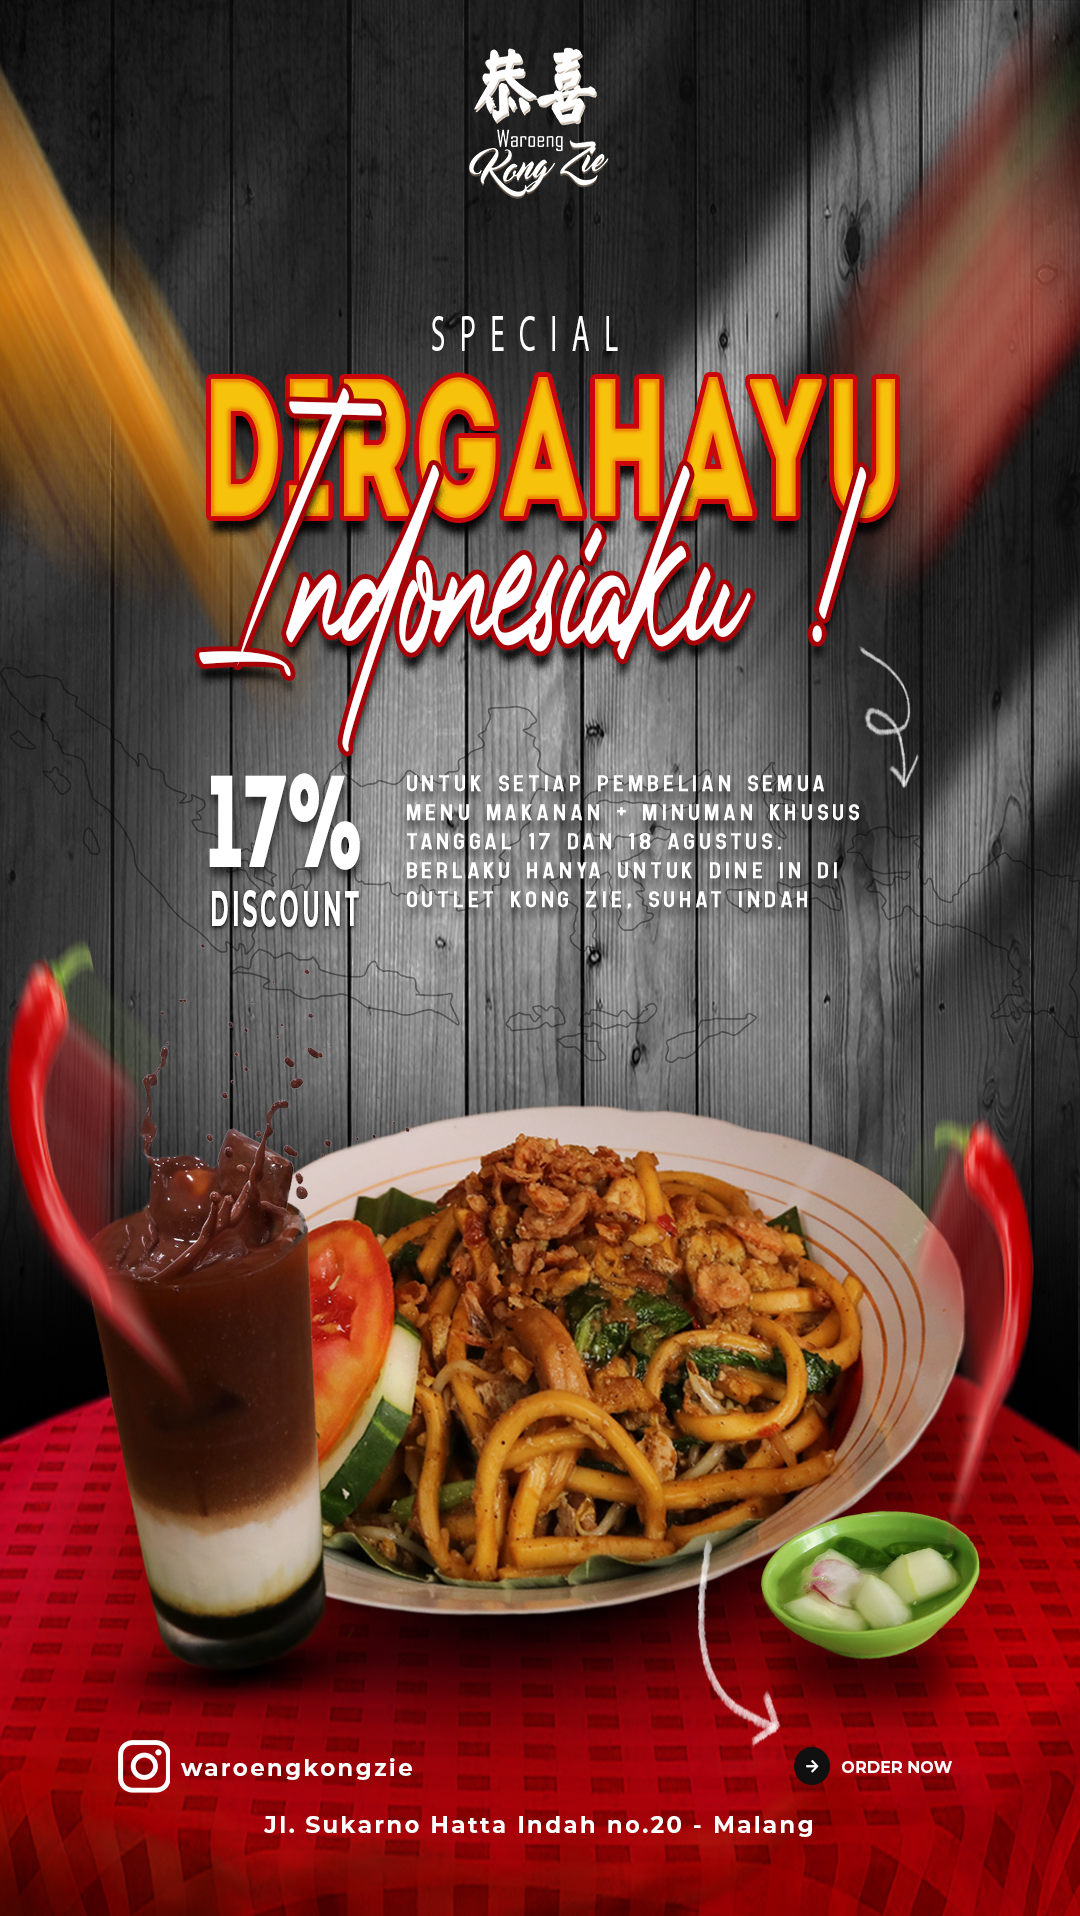 恭喜
Waroeng
Kong Zie
SPECIAL
DIRGAHAYU
Indonesiaku !
17%
DISCOUNT
UNTUK SETIAP PEMBELIAN SEMUA
MENU MAKANAN + MINUMAN KHUSUS
TANGGAL 17 DAN 18 AGUSTUS.
BERLAKU HANYA UNTUK DINE IN DI
OUTLET KONG ZIE, SUHAT INDAH
waroengkongzie
ORDER NOW
Jl. Sukarno Hatta Indah no.20 - Malang